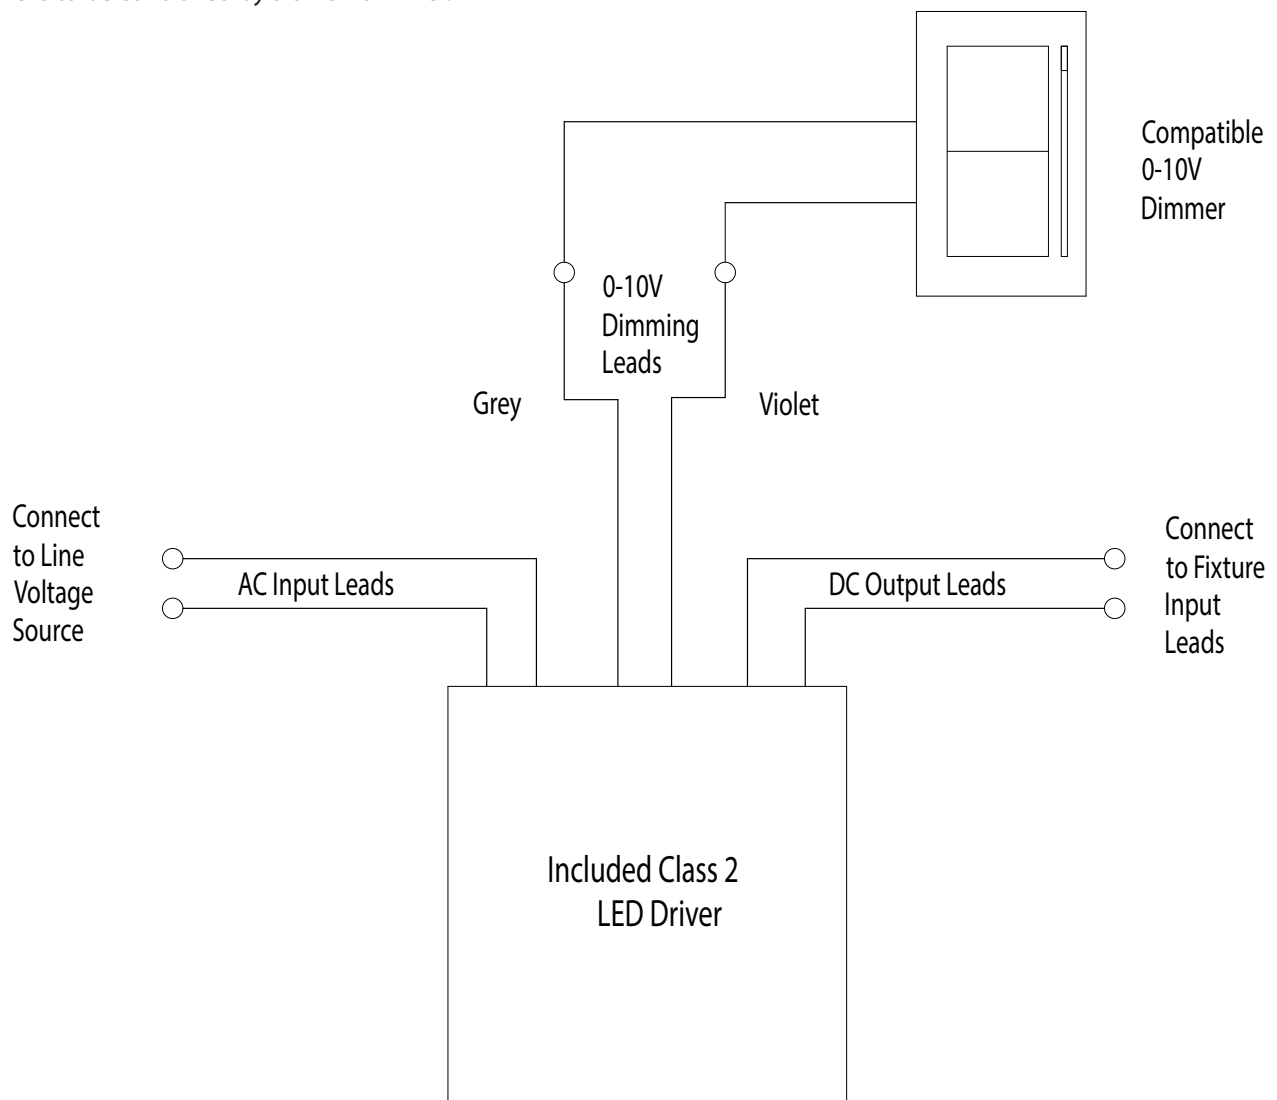 Compatible
0-10V
Dimmer
0-10V
Dimming
Leads
Grey
Violet
Connect
to Line
Voltage
Source
AC Input Leads
DC Output Leads
Connect
to Fixture
Input
Leads
Included Class 2
LED Driver